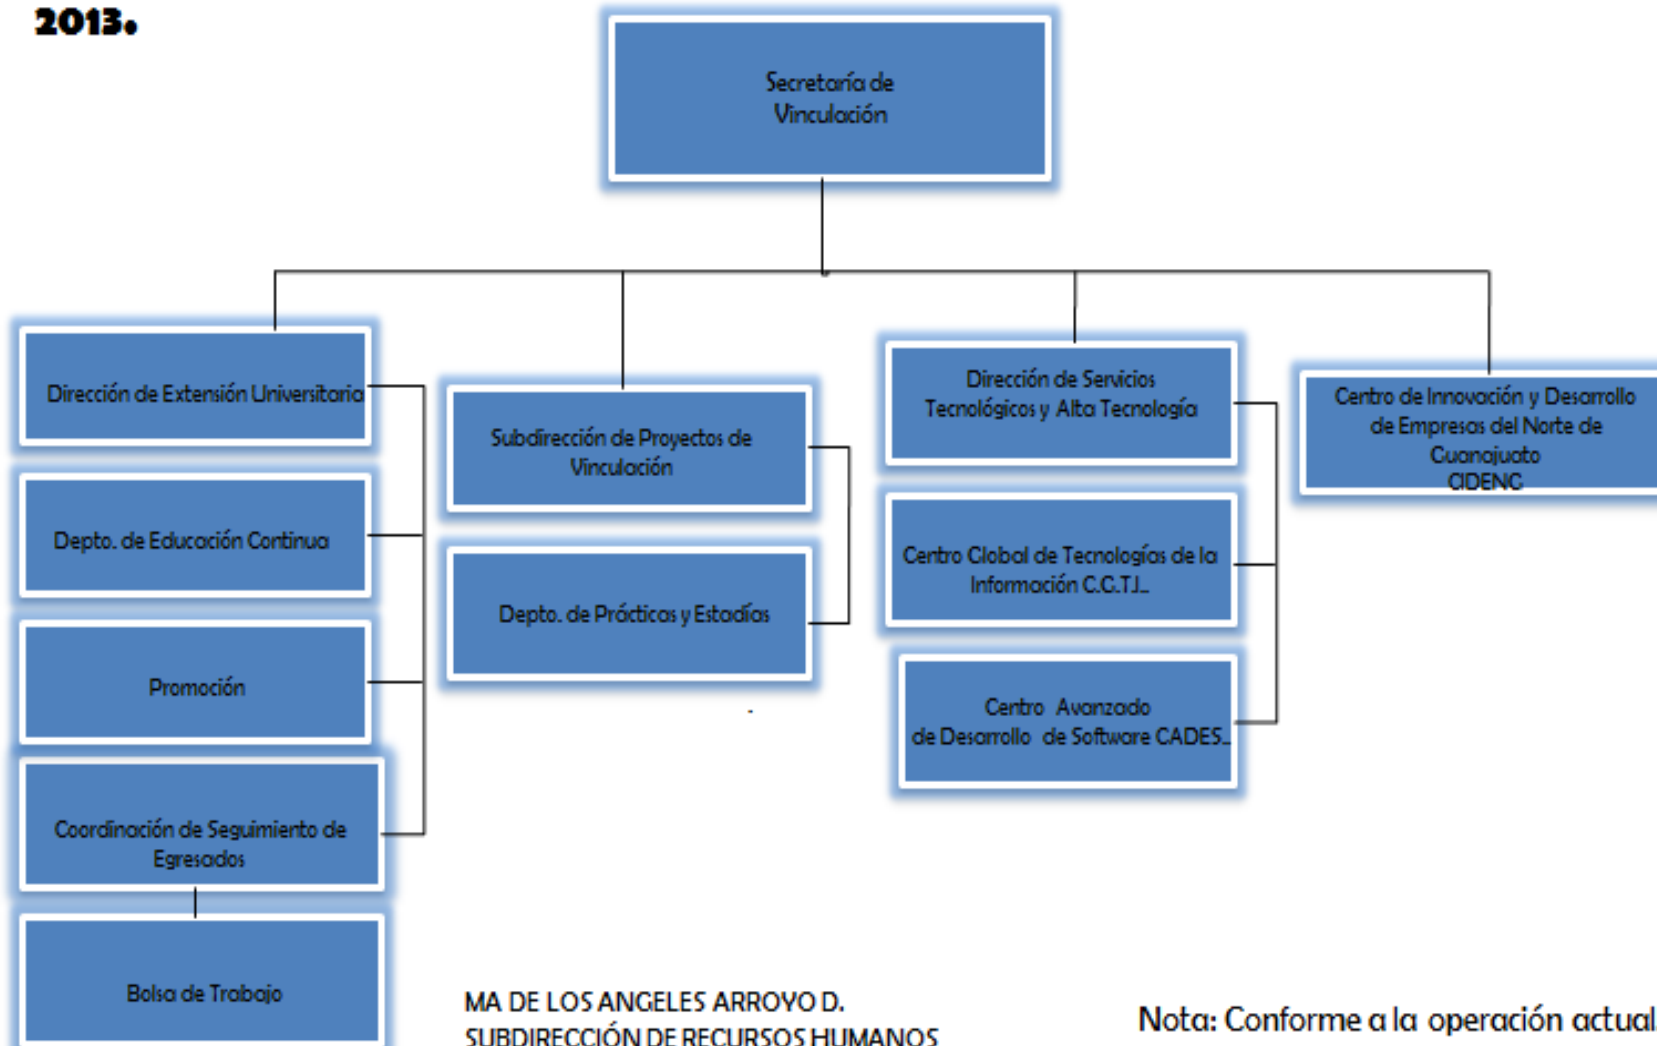 2013.
Secretaría de
Vinculación
Dirección de Extensión Universitaria
Depto. de Educación Continua
Promoción
Coordinación de Seguimiento de
Egresados
Bolsa de Trabajo
Subdirección de Proyectos de
Vinculación
Depto. de Prácticas y Estadías
Dirección de Servicios
Tecnológicos y Alta Tecnología
Centro Global de Tecnologías de la
Información C.G.T.I..
Centro Avanzado
de Desarrollo de Software CADES..
Centro de Innovación y Desarrollo
de Empresas del Norte de
Guanajuato
CIDENG
MA DE LOS ANGELES ARROYO D.
SUBDIRECCIÓN DE RECURSOS HUMANOS
Nota: Conforme a la operación actual.